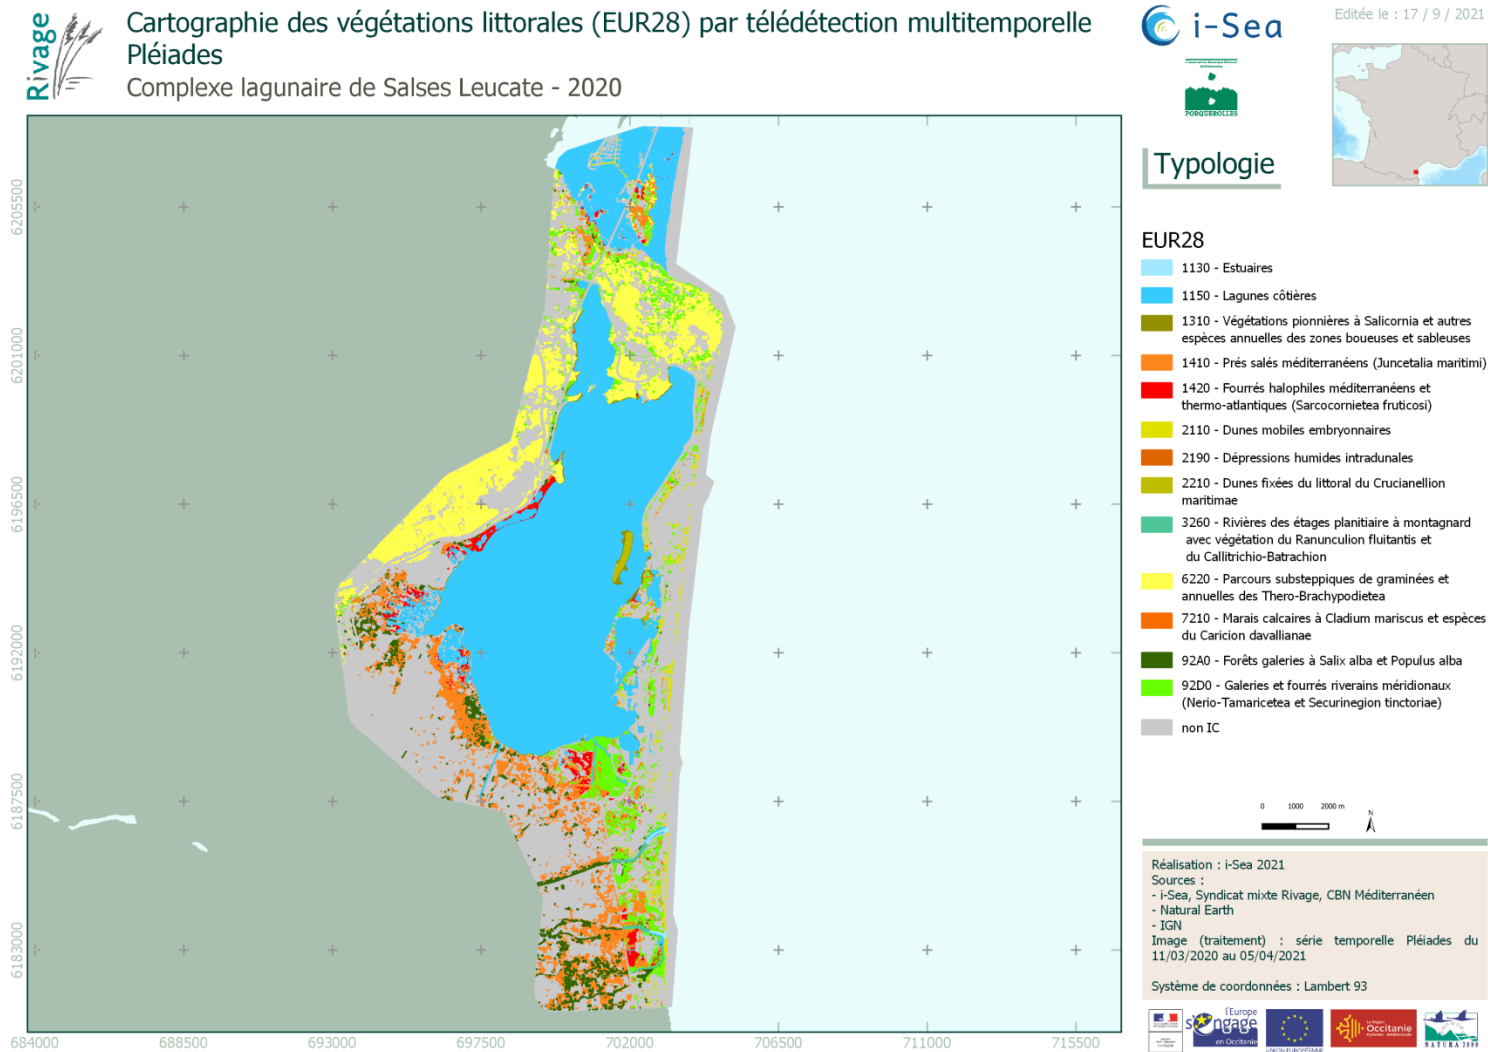 Rivage
Cartographie des végétations littorales (EUR28) par télédétection multitemporelle
Pléiades
Complexe lagunaire de Salses Leucate - 2020
i-Sea
Editée le : 17 / 9 / 2021
PORQUEROLLES
Typologie
EUR28
1130 - Estuaires
1150 - Lagunes côtières
1310 - Végétations pionnières à Salicornia et autres
espèces annuelles des zones boueuses et sableuses
1410 - Prés salés méditerranéens (Juncetalia maritimi)
1420 - Fourrés halophiles méditerranéens et
thermo-atlantiques (Sarcocornietea fruticosi)
2110 - Dunes mobiles embryonnaires
2190 - Dépressions humides intradunales
2210 - Dunes fixées du littoral du Crucianellion
maritimae
3260 - Rivières des étages planitiaire à montagnard
avec végétation du Ranunculion fluitantis et
du Callitrichio-Batrachion
6220 - Parcours substeppiques de graminées et
annuelles des Thero-Brachypodietea
7210 - Marais calcaires à Cladium mariscus et espèces
du Caricion davallianae
92A0 - Forêts galeries à Salix alba et Populus alba
92D0 - Galeries et fourrés riverains méridionaux
(Nerio-Tamaricetea et Securinegion tinctoriae)
non IC
0 1000 2000 m
N
Réalisation : i-Sea 2021
Sources :
- i-Sea, Syndicat mixte Rivage, CBN Méditerranéen
- Natural Earth
- IGN
Image (traitement) : série temporelle Pléiades du
11/03/2020 au 05/04/2021
Système de coordonnées : Lambert 93
l'Europe
s'engage
en Occitanie
UNION EUROPÉENNE
La Région
Occitanie
Pyrénées - Méditerranée
NATURA 2000
6205500
6201000
6196500
6192000
6187500
6183000
684000 688500 693000 697500 702000 706500 711000 715500